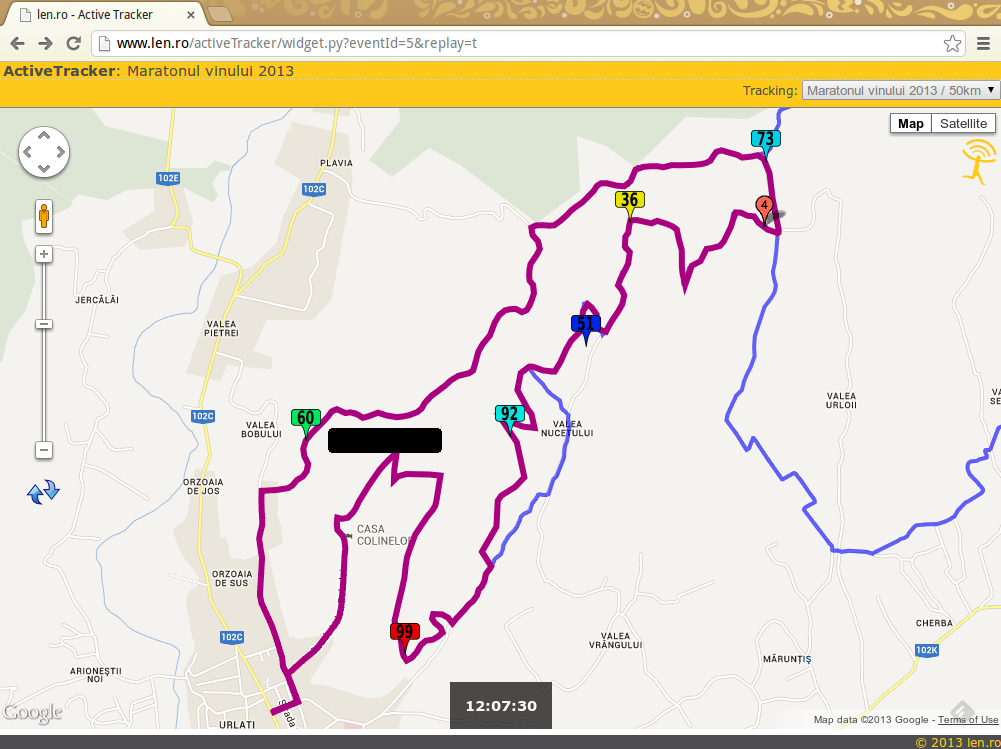 len.ro - Active Tracker
www.len.ro/activeTracker/widget.py?eventId=5&replay=t
ActiveTracker: Maratonul vinului 2013
Tracking: Maratonul vinului 2013 / 50km
Map Satellite
73
PLAVIA
102E
102C
36
4
JERCĂLĂI
VALEA
PIETREI
51
VALEA
URLOII
VA
SE
102C
60
92
VALEA
BOBULUI
VALEA
NUCETULUI
ORZOAIA
DE JOS
CASA
COLINELOR
ORZOAIA
DE SUS
99
102C
CHERBA
VALEA
VRÂNGULUI
102K
MĂRUNȚIȘ
ARIONEȘTII
NOI
Strada
URLATI
12:07:30
Google
Map data ©2013 Google - Terms of Use
© 2013 len.ro